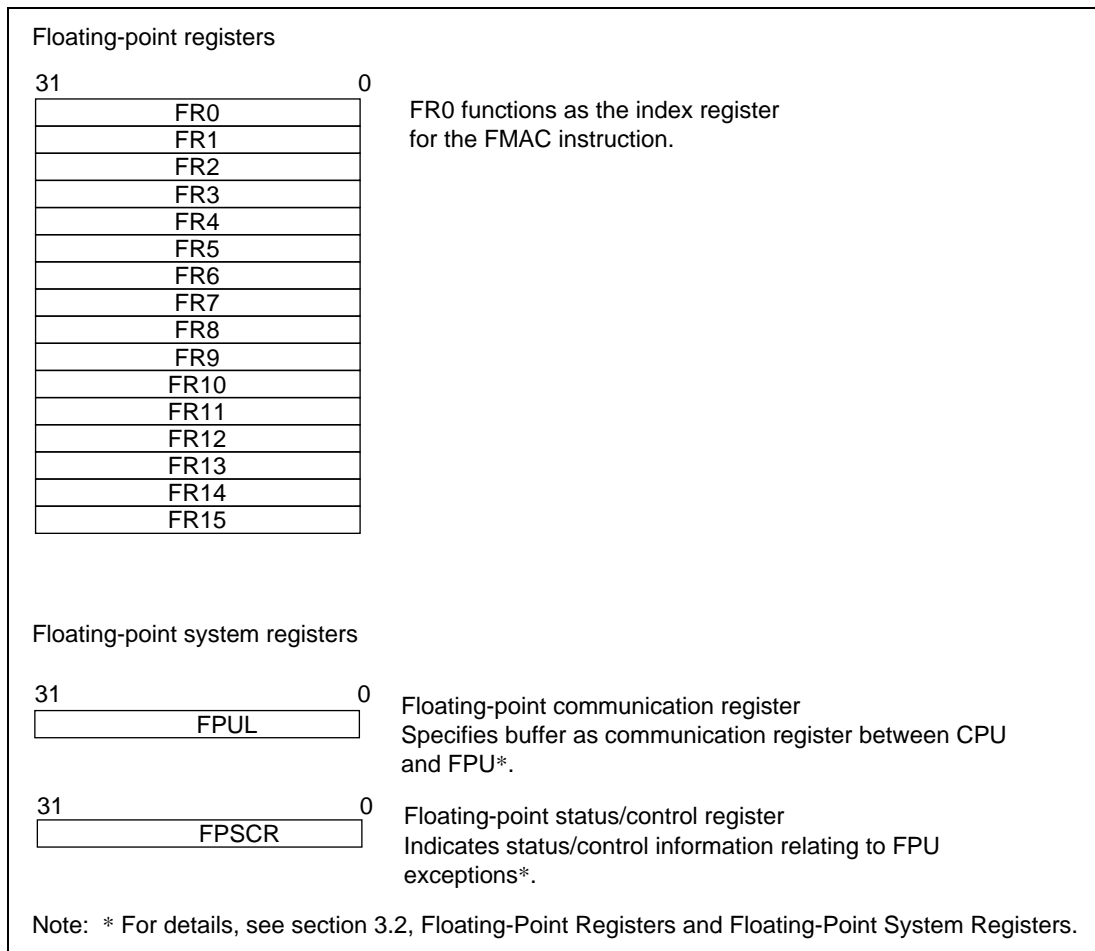 Floating-point registers
31 0
FR0
FR1
FR2
FR3
FR4
FR5
FR6
FR7
FR8
FR9
FR10
FR11
FR12
FR13
FR14
FR15
FR0 functions as the index register
for the FMAC instruction.
Floating-point system registers
31 0
FPUL
Floating-point communication register
Specifies buffer as communication register between CPU
and FPU*.
31 0
FPSCR
Floating-point status/control register
Indicates status/control information relating to FPU
exceptions*.
Note: * For details, see section 3.2, Floating-Point Registers and Floating-Point System Registers.